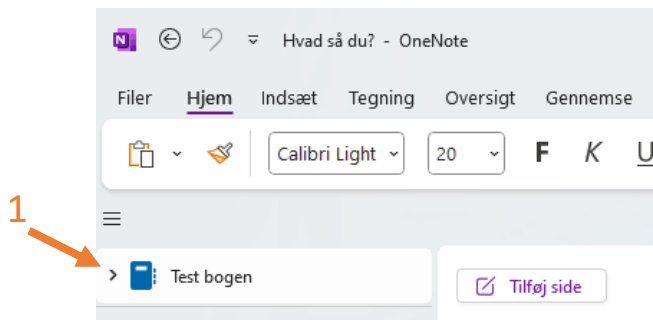 Hvad så du? - OneNote
Filer Hjem Indsæt Tegning Oversigt Gennemse
Calibri Light 20 F K U
1
Test bogen
Tilføj side